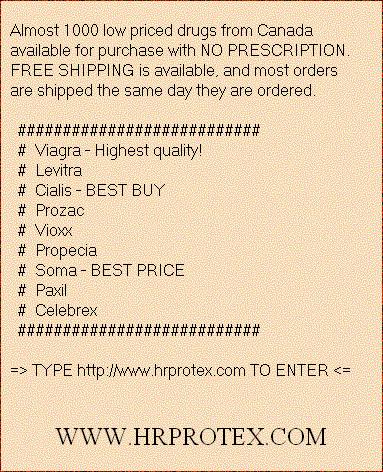 Almost 1000 low priced drugs from Canada
available for purchase with NO PRESCRIPTION.
FREE SHIPPING is available, and most orders
are shipped the same day they are ordered.
###########################
# Viagra - Highest quality!
# Levitra
# Cialis - BEST BUY
# Prozac
# Vioxx
# Propecia
# Soma - BEST PRICE
# Paxil
# Celebrex
###########################
=> TYPE http://www.hrprotex.com TO ENTER <=
WWW.HRPROTEX.COM